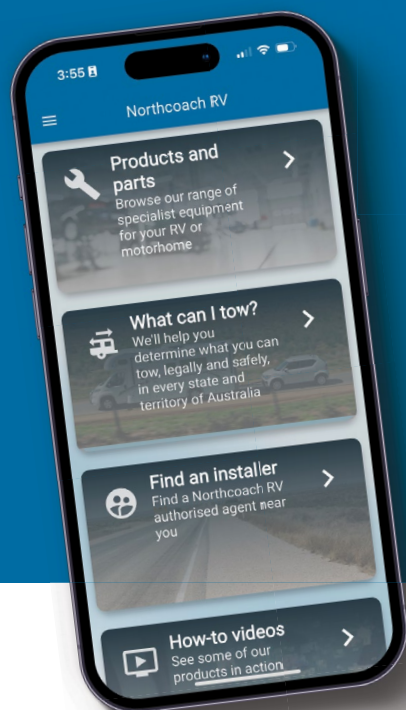 3:55
Northcoach RV
Products and
parts
Browse our range of
specialist equipment
for your RV or
motorhome
What can I tow?
We'll help you
determine what you can
tow, legally and safely,
in every state and
territory of Australia
Find an installer
Find a Northcoach RV
authorised agent near
you
How-to videos
See some of our
products in action